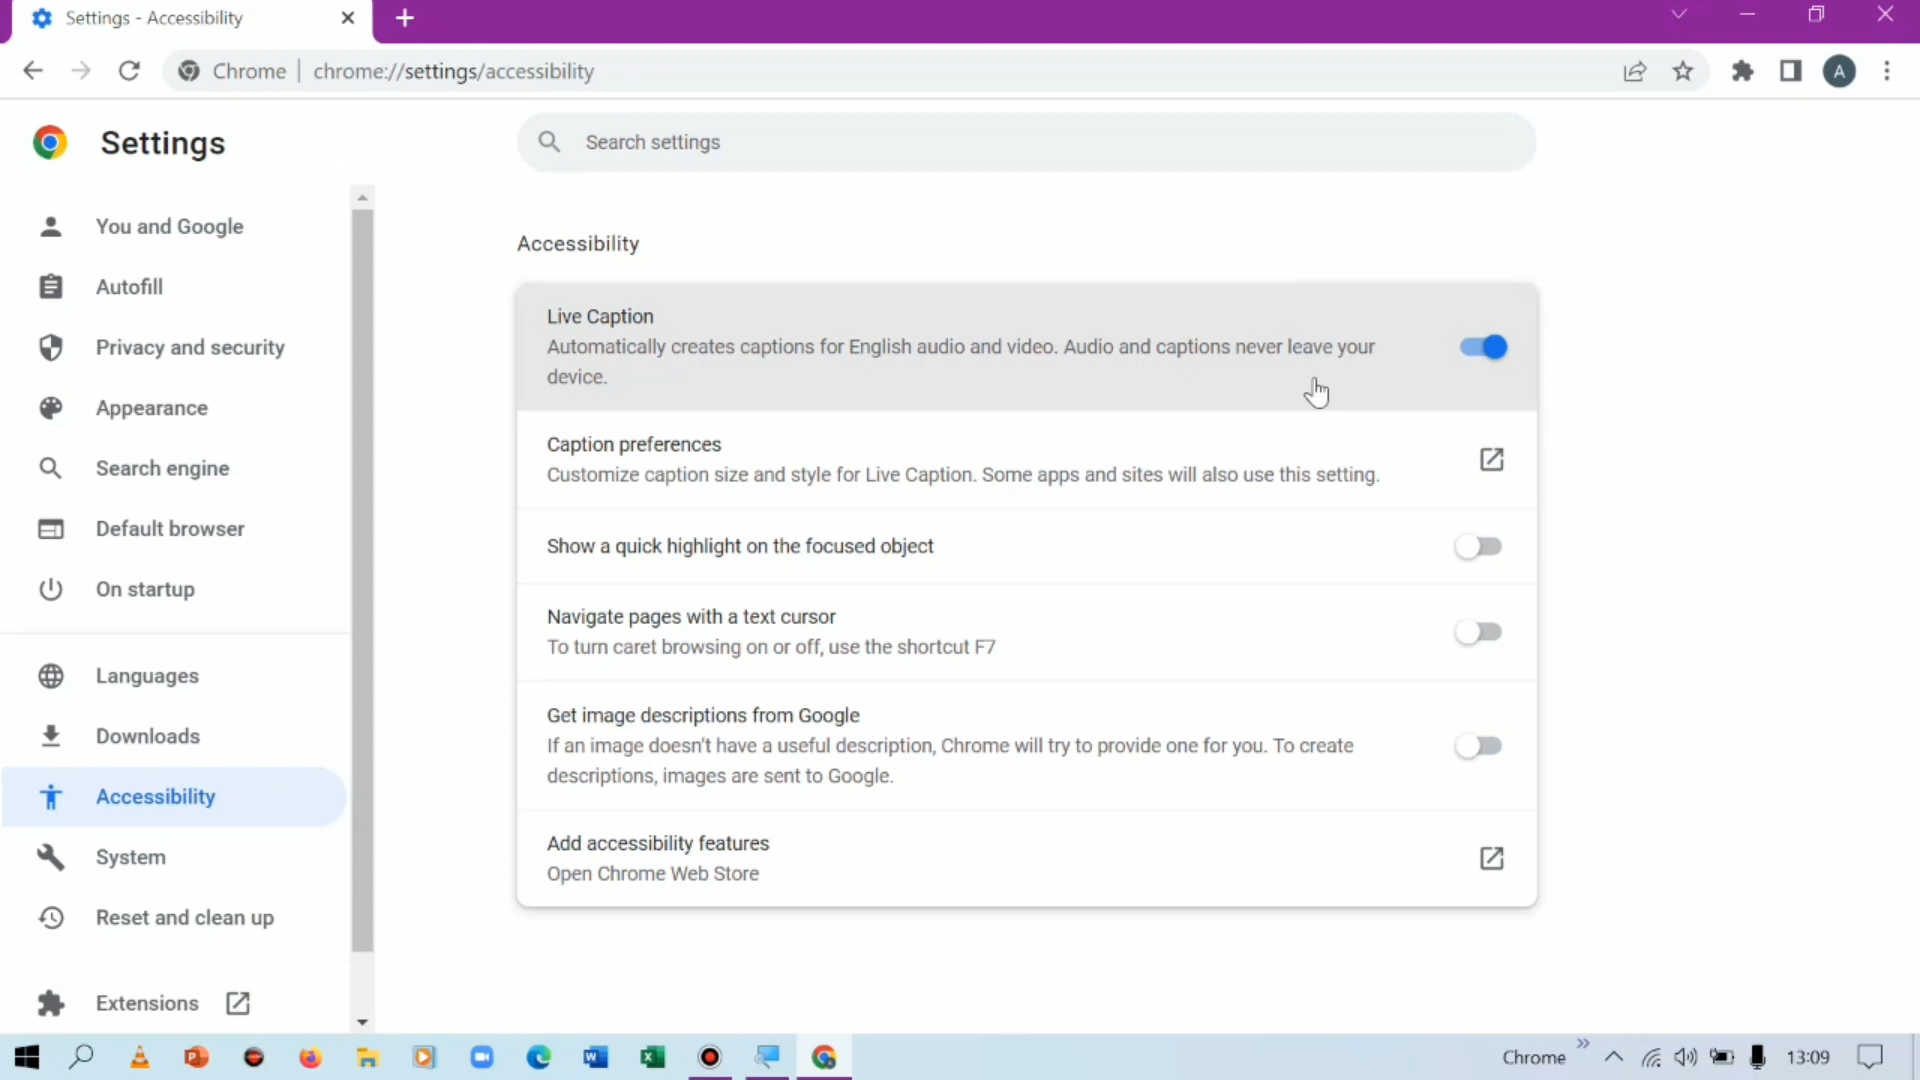 Settings - Accessibility
Chrome
chrome://settings/accessibility
A
Settings
Search settings
You and Google
Autofill
Privacy and security
Appearance
Search engine
Default browser
On startup
Languages
Downloads
Accessibility
System
Reset and clean up
Extensions
Accessibility
Live Caption
Automatically creates captions for English audio and video. Audio and captions never leave your
device.
Caption preferences
Customize caption size and style for Live Caption. Some apps and sites will also use this setting.
Show a quick highlight on the focused object
Navigate pages with a text cursor
To turn caret browsing on or off, use the shortcut F7
Get image descriptions from Google
If an image doesn't have a useful description, Chrome will try to provide one for you. To create
descriptions, images are sent to Google.
Add accessibility features
Open Chrome Web Store
Chrome
13:09